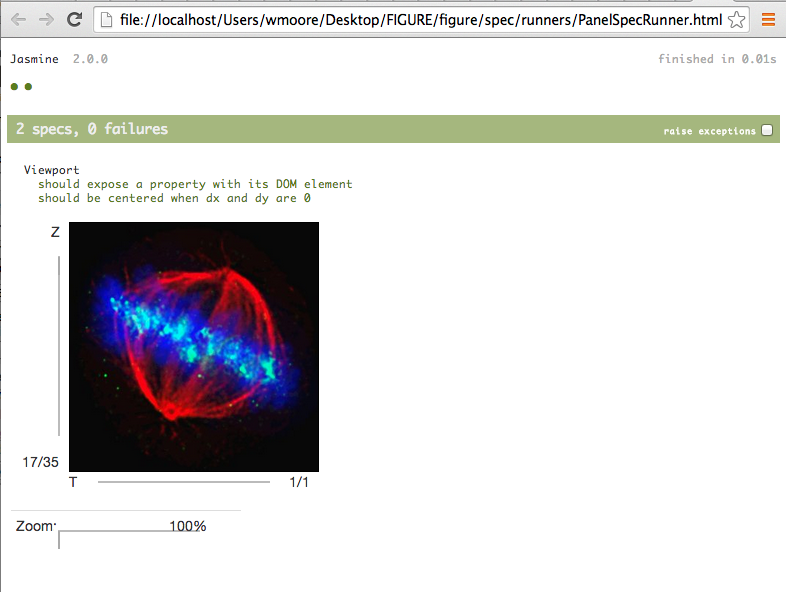 file://localhost/Users/wmoore/Desktop/FIGURE/figure/spec/runners/PanelSpecRunner.html
Jasmine 2.0.0 finished in 0.01s
2 specs, 0 failures raise exceptions
Viewport
should expose a property with its DOM element
should be centered when dx and dy are 0
Z
17/35
T 1/1
Zoom: 100%